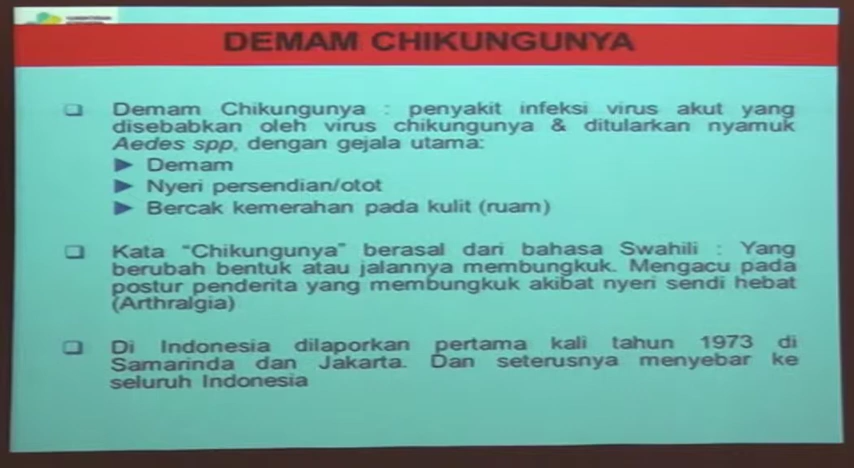 DEMAM CHIKUNGUNYA
Demam Chikungunya : penyakit infeksi virus akut yang
disebabkan oleh virus chikungunya & ditularkan nyamuk
Aedes spp, dengan gejala utama:
Demam
Nyeri persendian/otot
Bercak kemerahan pada kulit (ruam)
Kata “Chikungunya” berasal dari bahasa Swahili : Yang
berubah bentuk atau jalannya membungkuk. Mengacu pada
postur penderita yang membungkuk akibat nyeri sendi hebat
(Arthralgia)
Di Indonesia dilaporkan pertama kali tahun 1973 di
Samarinda dan Jakarta. Dan seterusnya menyebar ke
seluruh Indonesia